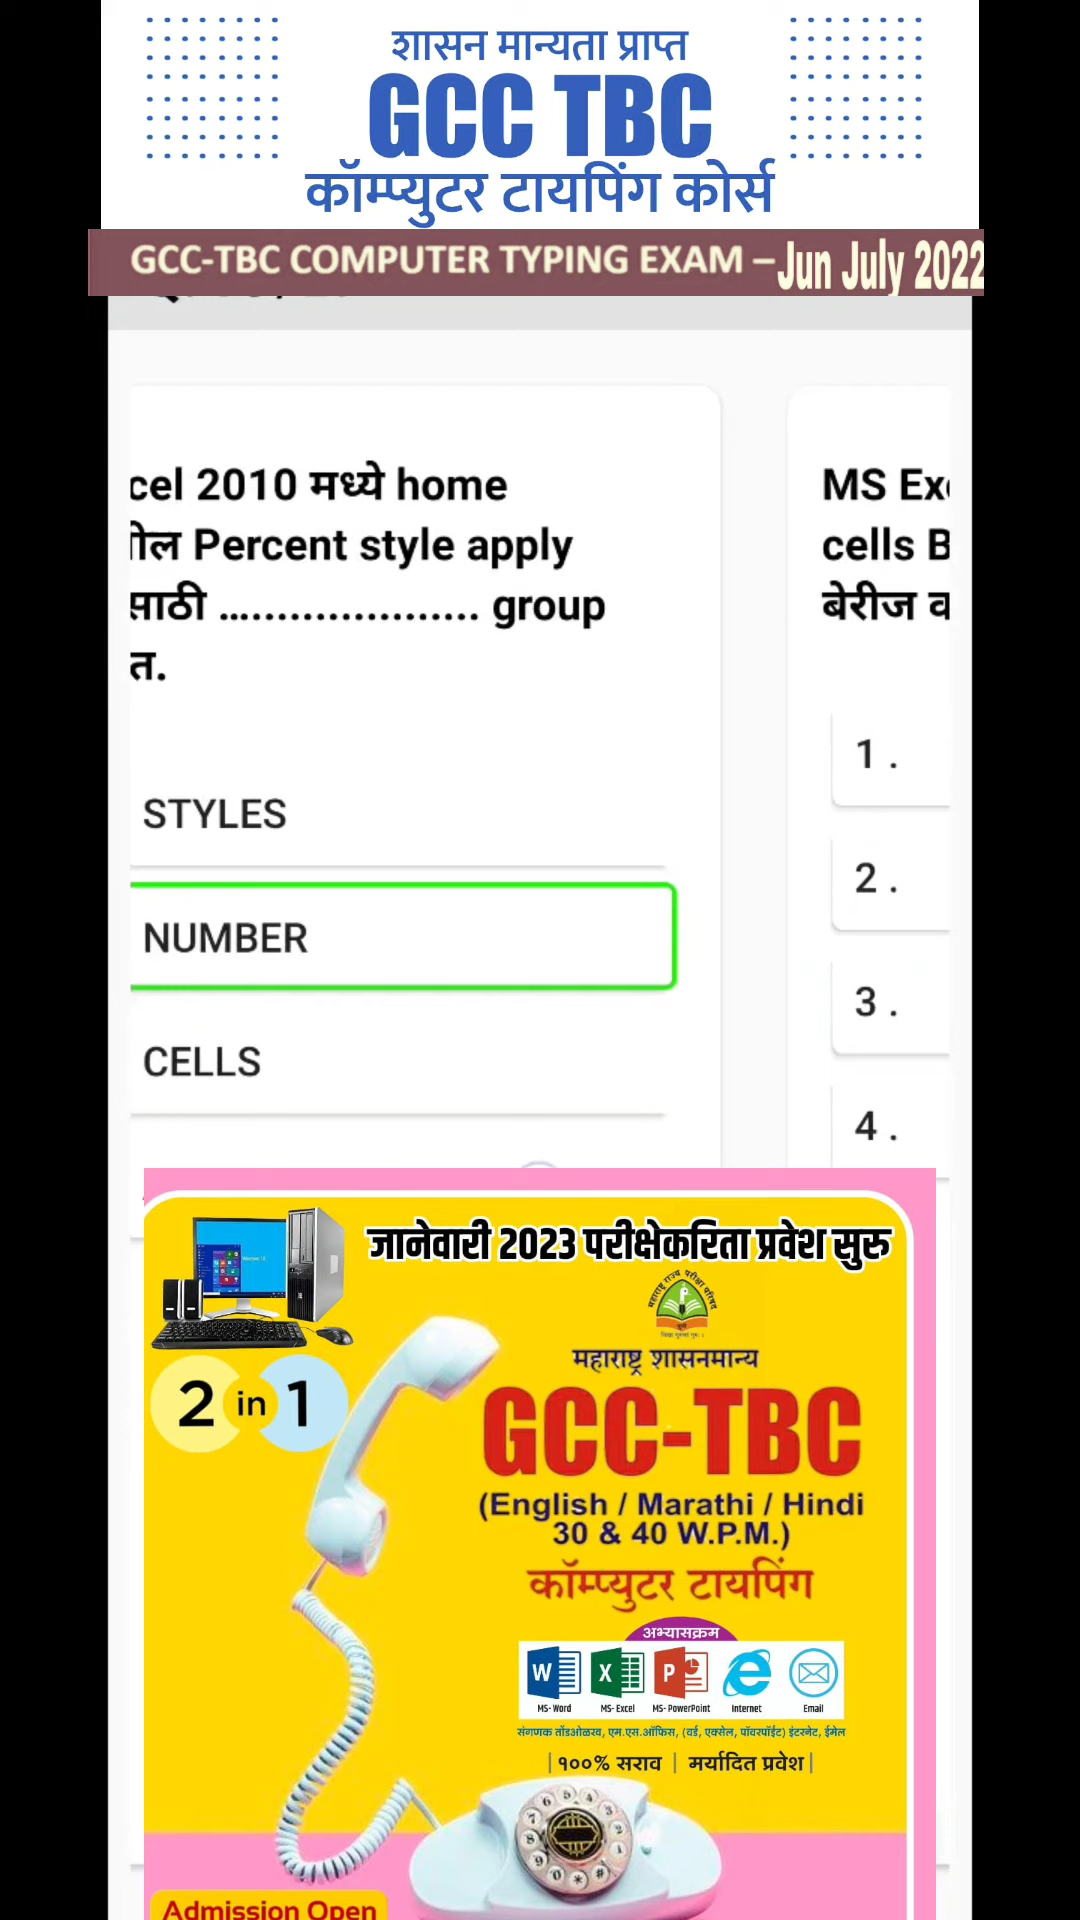 शासन मान्यता प्राप्त
GCC TBC
कॉम्प्युटर टायपिंग कोर्स
GCC-TBC COMPUTER TYPING EXAM – Jun July 2022
cel 2010 मध्ये home
ील Percent style apply
साठी ...................... group
त.
STYLES
NUMBER
CELLS
MS Ex
cells B
बेरीज
1 .
2 .
3 .
4 .
जानेवारी 2023 परीक्षेकरिता प्रवेश सुरु
महाराष्ट्र राज्य परीक्षा परिषद
2 in 1
महाराष्ट्र शासनमान्य
GCC-TBC
(English / Marathi / Hindi
30 & 40 W.P.M.)
कॉम्प्युटर टायपिंग
अभ्यासक्रम
W X P
MS-Word MS-Excel MS-PowerPoint Internet Email
संगणक तोंडओळख, एम.एस.ऑफिस, (वर्ड, एक्सेल, पॉवरपॉईंट) इंटरनेट, ईमेल
| १००% सराव | मर्यादित प्रवेश |
Admission Open